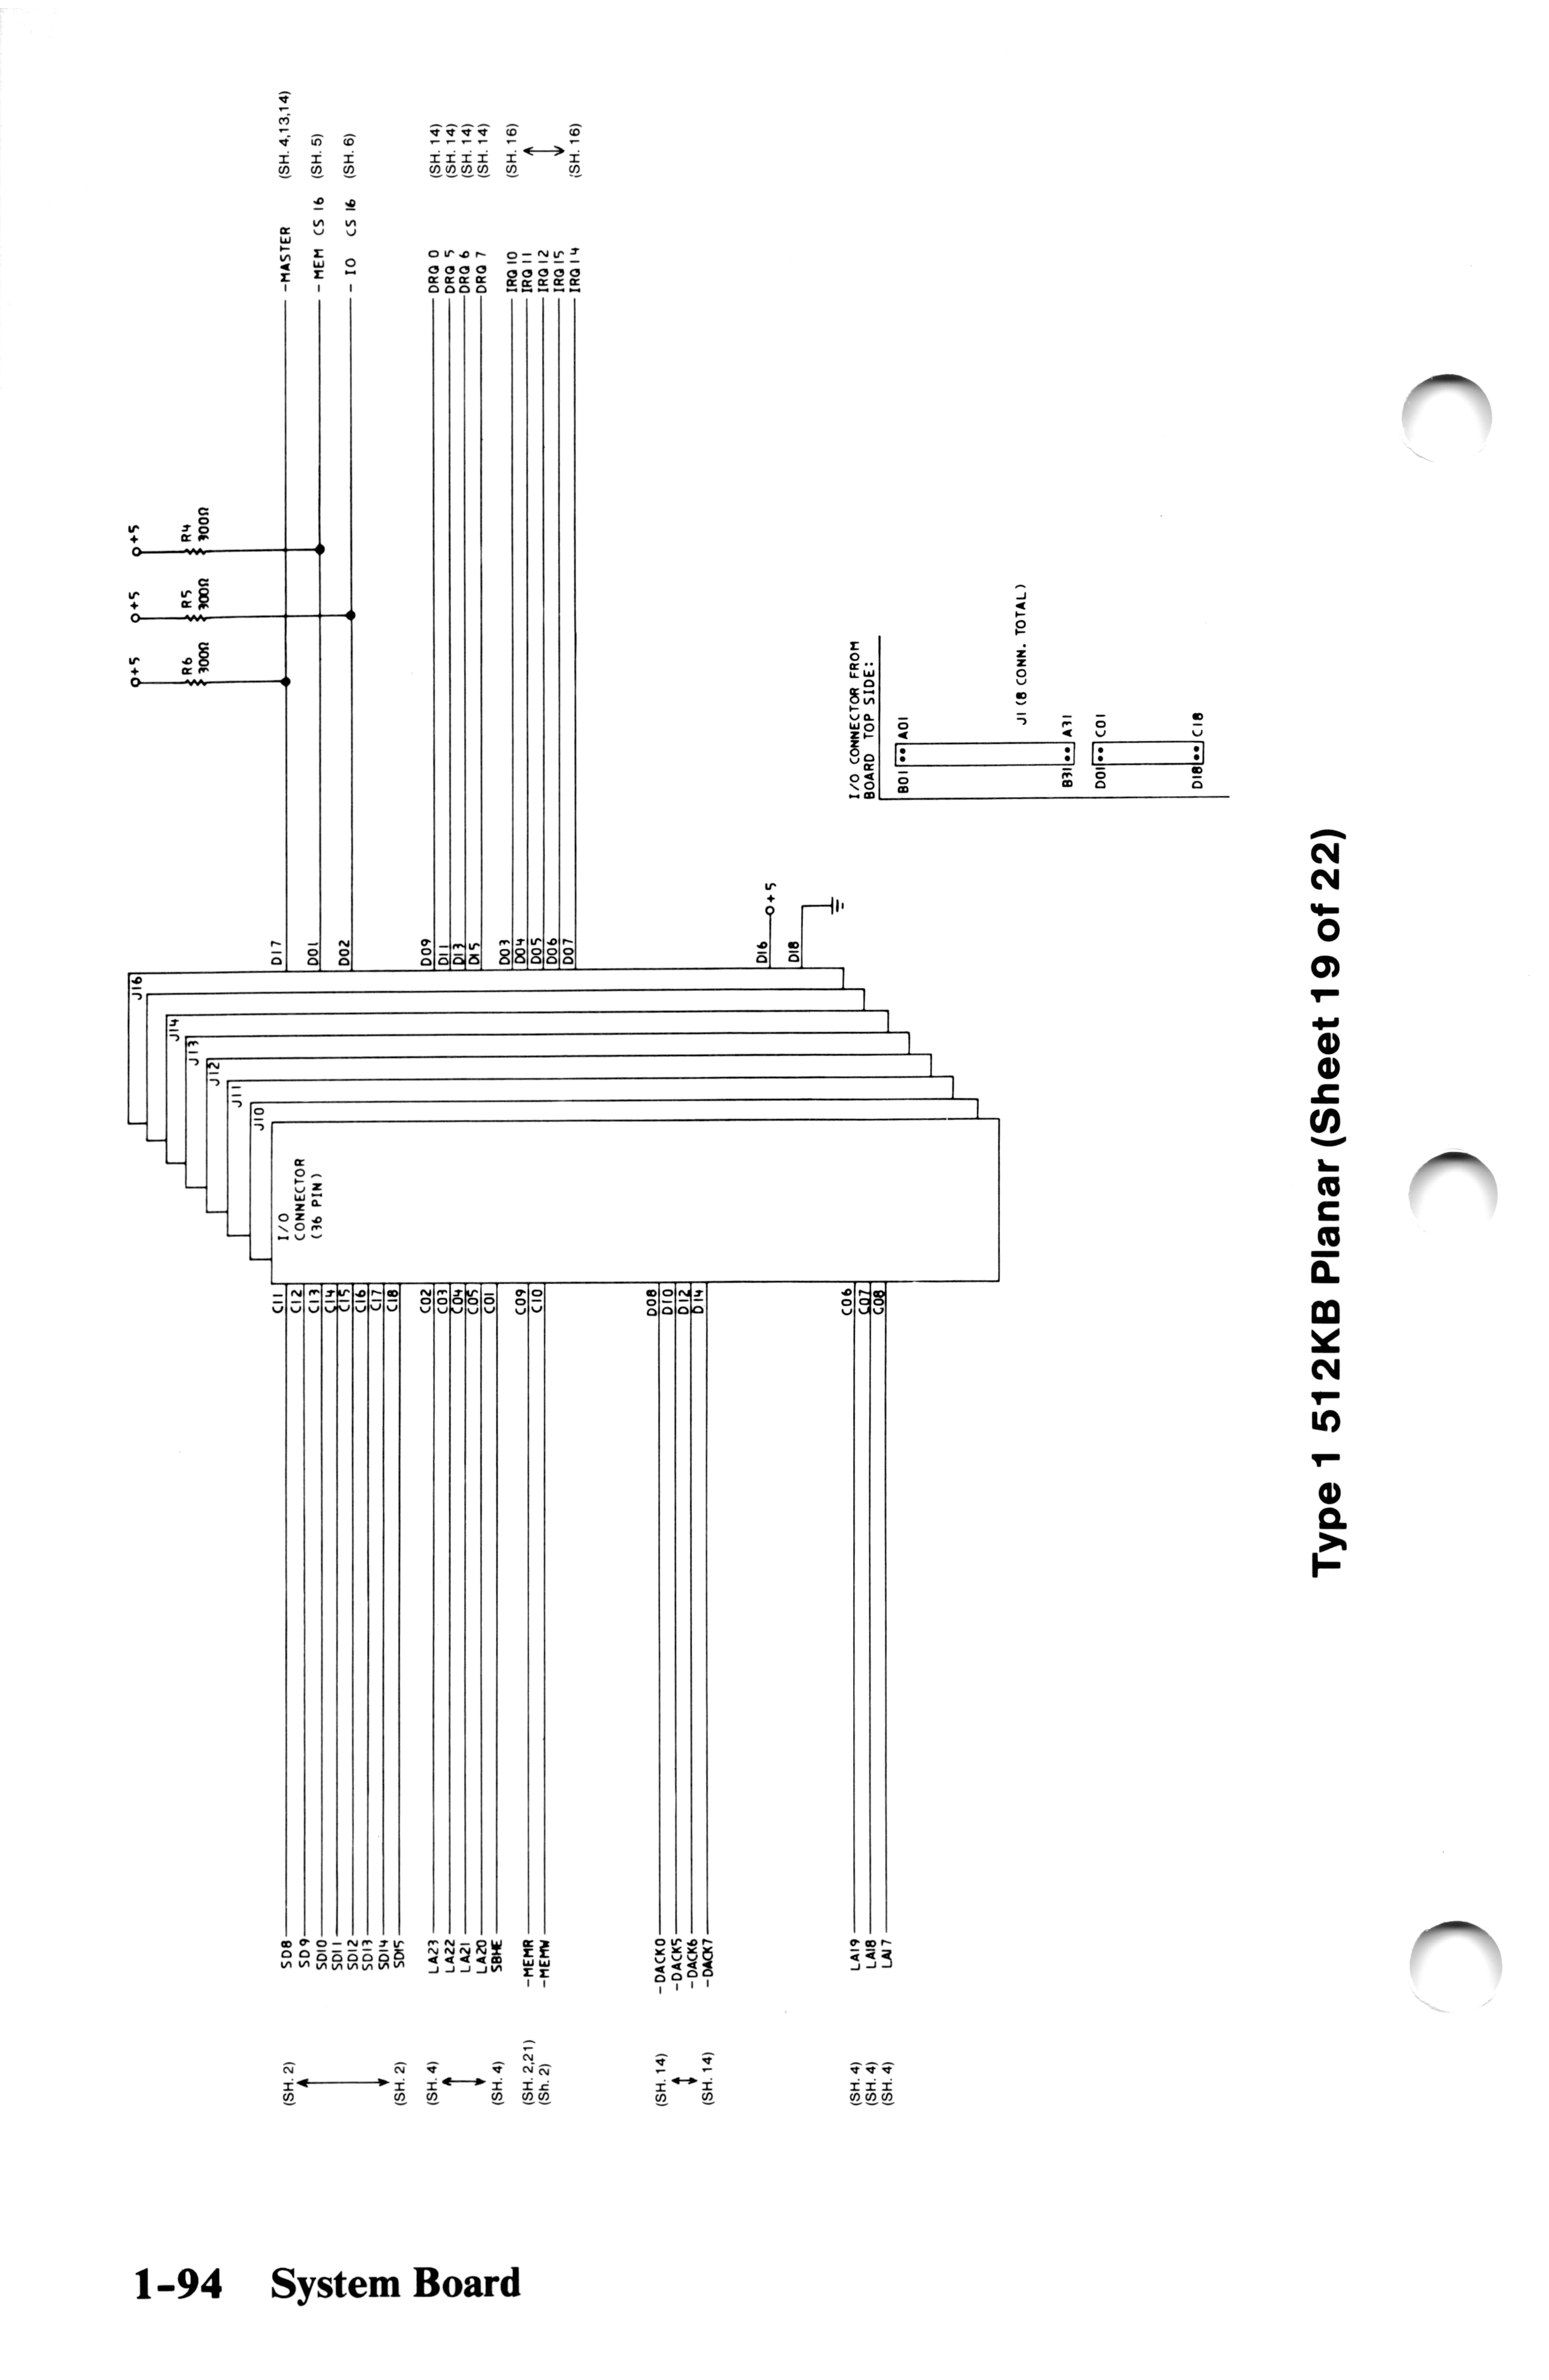 +5
R6
300Ω
+5
R5
300Ω
+5
R4
300Ω
(SH. 2)
(SH. 2)
SD8
SD9
SD10
SD11
SD12
SD13
SD14
SD15
C11
C12
C13
C14
C15
C16
C17
C18
(SH. 4)
(SH. 4)
LA23
LA22
LA21
LA20
SBHE
C02
C03
C04
C05
C01
(SH. 2,21)
(Sh. 2)
-MEMR
-MEMW
C09
C10
(SH. 14)
(SH. 14)
-DACK0
-DACK5
-DACK6
-DACK7
D08
D10
D12
D14
(SH. 4)
(SH. 4)
(SH. 4)
LA19
LA18
LA17
C06
C07
C08
I/O
CONNECTOR
(36 PIN)
J10
J11
J12
J13
J14
J16
D17
-MASTER
(SH. 4,13,14)
D01
- MEM CS 16
(SH. 5)
D02
- IO CS 16
(SH. 6)
D09
D11
D13
D15
DRQ 0
DRQ 5
DRQ 6
DRQ 7
(SH. 14)
(SH. 14)
(SH. 14)
(SH. 14)
D03
D04
D05
D06
D07
IRQ 10
IRQ 11
IRQ 12
IRQ 15
IRQ 14
(SH. 16)
(SH. 16)
D16
+5
D18
I/O CONNECTOR FROM
BOARD TOP SIDE:
B01
A01
J1 (8 CONN. TOTAL)
B31
A31
D01
C01
D18
C18
Type 1 512KB Planar (Sheet 19 of 22)
1-94 System Board